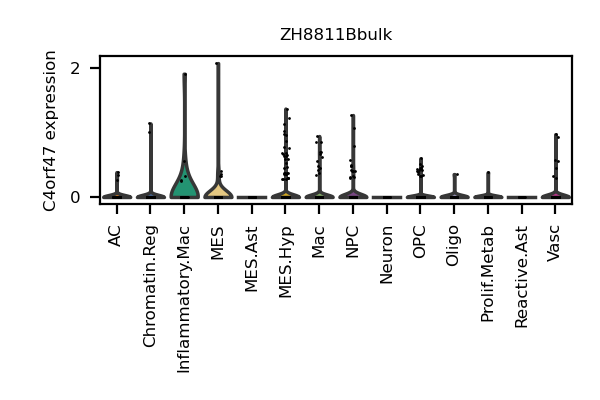 ZH8811Bbulk
C4orf47 expression
2
0
AC
Chromatin.Reg
Inflammatory.Mac
MES
MES.Ast
MES.Hyp
Mac
NPC
Neuron
OPC
Oligo
Prolif.Metab
Reactive.Ast
Vasc